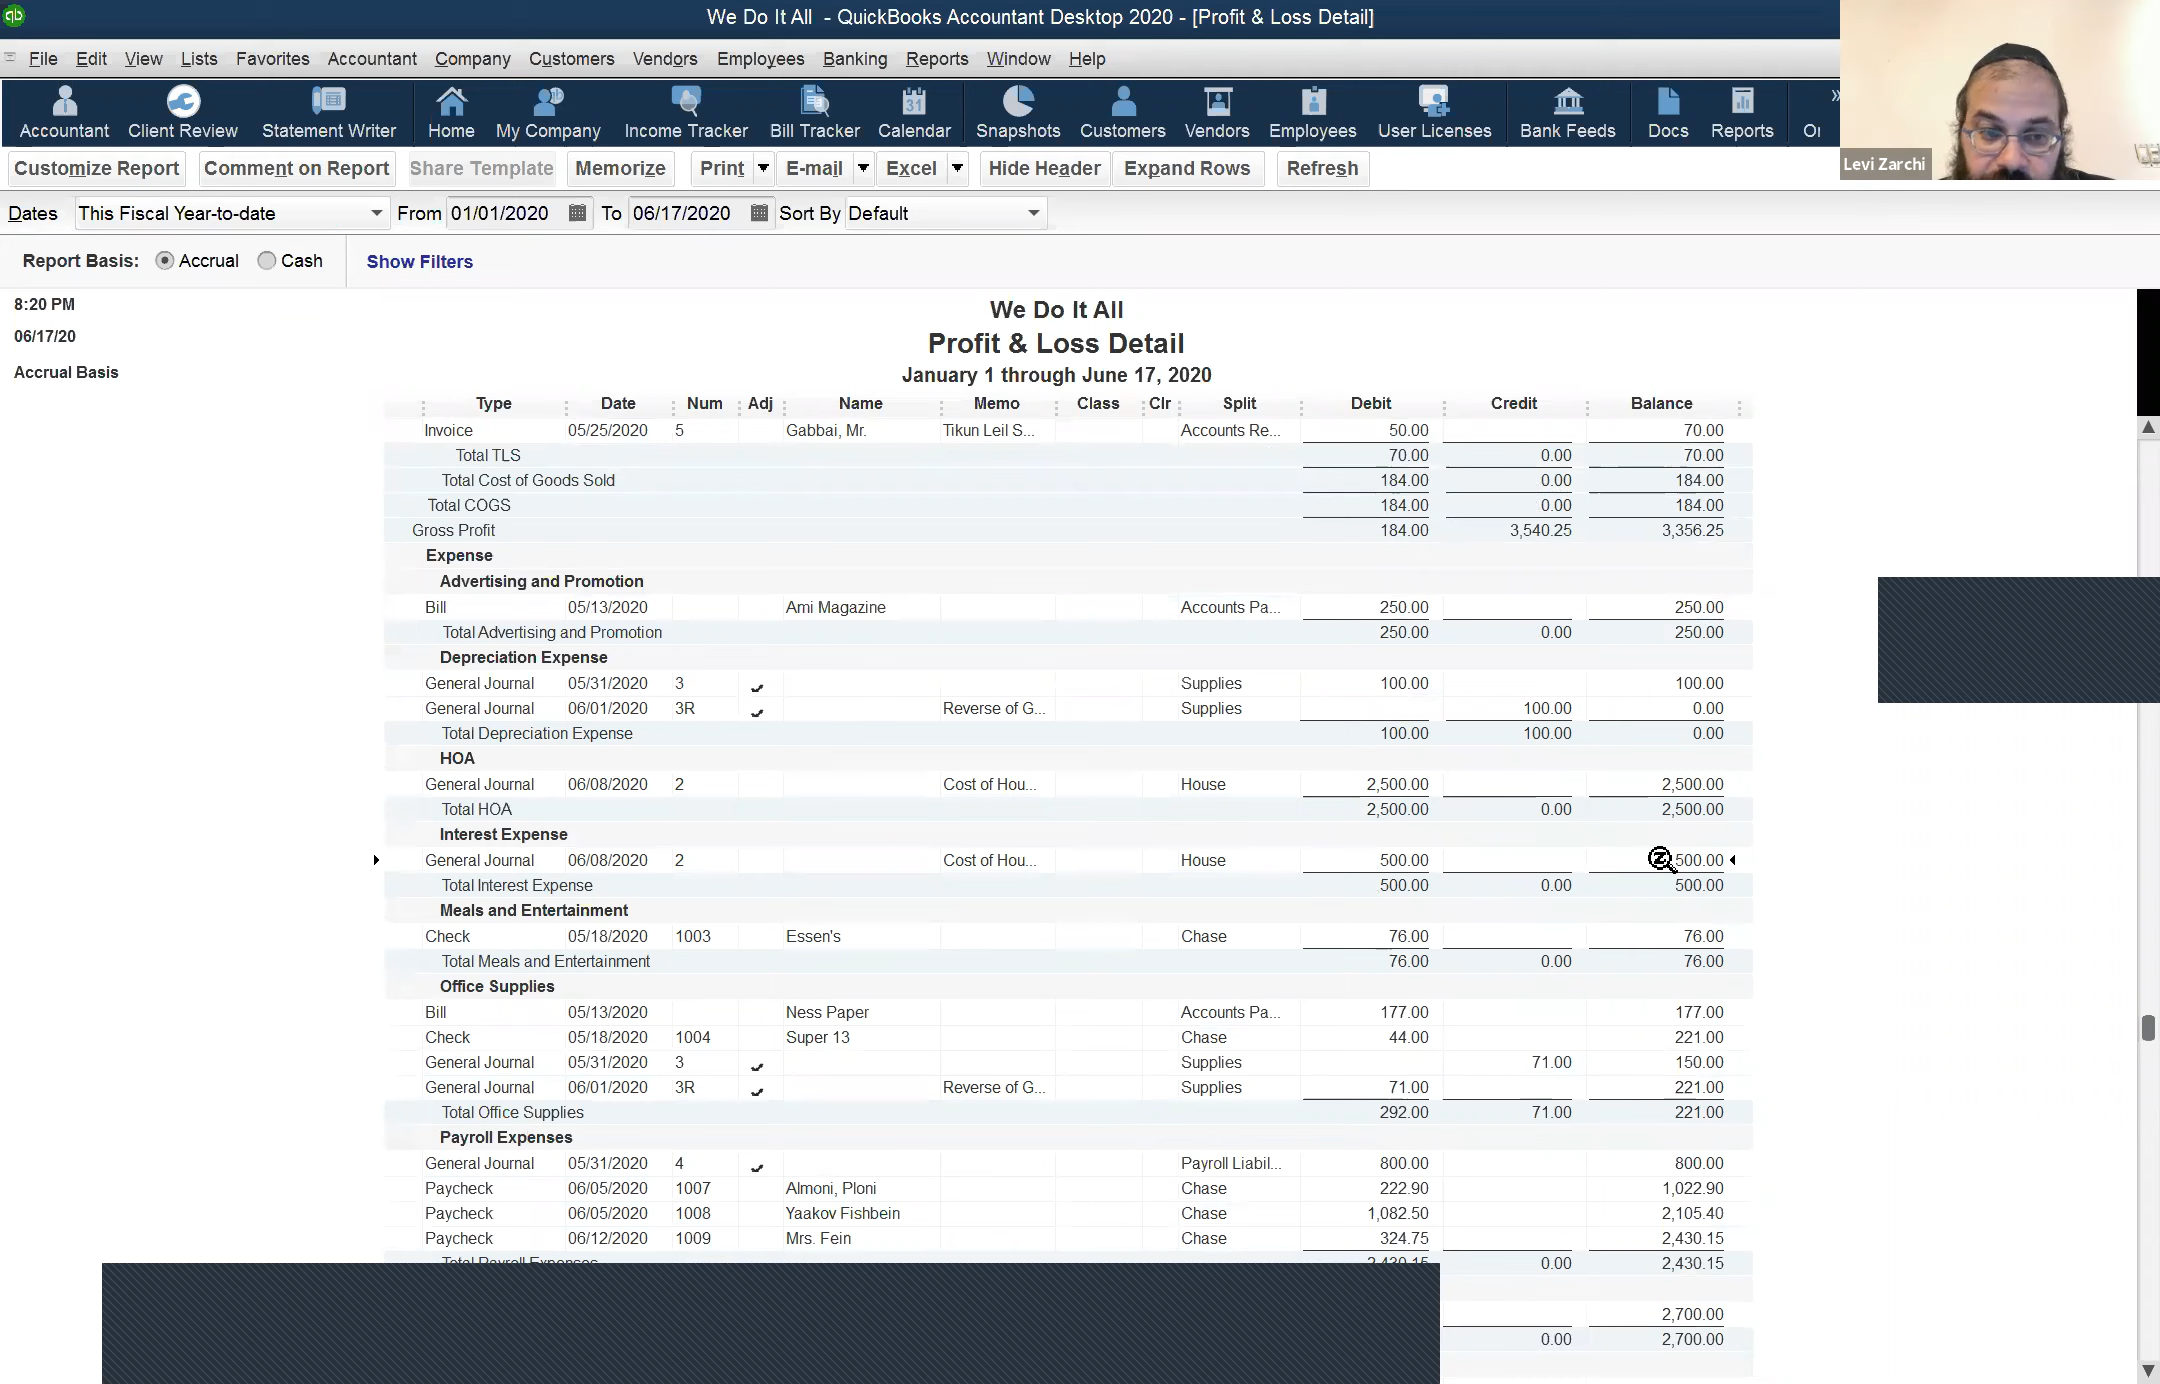 We Do It All - QuickBooks Accountant Desktop 2020 - [Profit & Loss Detail]
File Edit View Lists Favorites Accountant Company Customers Vendors Employees Banking Reports Window Help
Accountant Client Review Statement Writer Home My Company Income Tracker Bill Tracker Calendar Snapshots Customers Vendors Employees User Licenses Bank Feeds Docs Reports
Levi Zarchi
Customize Report Comment on Report Share Template Memorize Print E-mail Excel Hide Header Expand Rows Refresh
Dates This Fiscal Year-to-date From 01/01/2020 To 06/17/2020 Sort By Default
Report Basis: Accrual Cash Show Filters
8:20 PM
06/17/20
Accrual Basis
We Do It All
Profit & Loss Detail
January 1 through June 17, 2020
Type Date Num Adj Name Memo Class Clr Split Debit Credit Balance
Invoice 05/25/2020 5 Gabbai, Mr. Tikun Leil S... Accounts Re... 50.00 70.00
Total TLS 70.00 0.00 70.00
Total Cost of Goods Sold 184.00 0.00 184.00
Total COGS 184.00 0.00 184.00
Gross Profit 184.00 3,540.25 3,356.25
Expense
Advertising and Promotion
Bill 05/13/2020 Ami Magazine Accounts Pa... 250.00 250.00
Total Advertising and Promotion 250.00 0.00 250.00
Depreciation Expense
General Journal 05/31/2020 3 Supplies 100.00 100.00
General Journal 06/01/2020 3R Reverse of G... Supplies 100.00 0.00
Total Depreciation Expense 100.00 100.00 0.00
HOA
General Journal 06/08/2020 2 Cost of Hou... House 2,500.00 2,500.00
Total HOA 2,500.00 0.00 2,500.00
Interest Expense
General Journal 06/08/2020 2 Cost of Hou... House 500.00 500.00
Total Interest Expense 500.00 0.00 500.00
Meals and Entertainment
Check 05/18/2020 1003 Essen's Chase 76.00 76.00
Total Meals and Entertainment 76.00 0.00 76.00
Office Supplies
Bill 05/13/2020 Ness Paper Accounts Pa... 177.00 177.00
Check 05/18/2020 1004 Super 13 Chase 44.00 221.00
General Journal 05/31/2020 3 Supplies 71.00 150.00
General Journal 06/01/2020 3R Reverse of G... Supplies 71.00 221.00
Total Office Supplies 292.00 71.00 221.00
Payroll Expenses
General Journal 05/31/2020 4 Payroll Liabil... 800.00 800.00
Paycheck 06/05/2020 1007 Almoni, Ploni Chase 222.90 1,022.90
Paycheck 06/05/2020 1008 Yaakov Fishbein Chase 1,082.50 2,105.40
Paycheck 06/12/2020 1009 Mrs. Fein Chase 324.75 2,430.15
Total Payroll Expenses 2,430.15 0.00 2,430.15
2,700.00
0.00 2,700.00